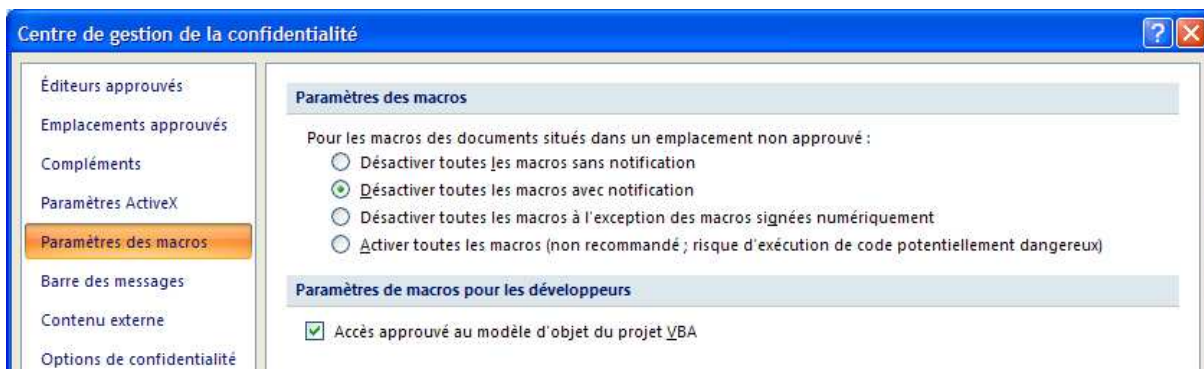 Centre de gestion de la confidentialité
Éditeurs approuvés
Emplacements approuvés
Compléments
Paramètres ActiveX
Paramètres des macros
Barre des messages
Contenu externe
Options de confidentialité
Paramètres des macros
Pour les macros des documents situés dans un emplacement non approuvé :
Désactiver toutes les macros sans notification
Désactiver toutes les macros avec notification
Désactiver toutes les macros à l'exception des macros signées numériquement
Activer toutes les macros (non recommandé ; risque d'exécution de code potentiellement dangereux)
Paramètres de macros pour les développeurs
Accès approuvé au modèle d'objet du projet VBA